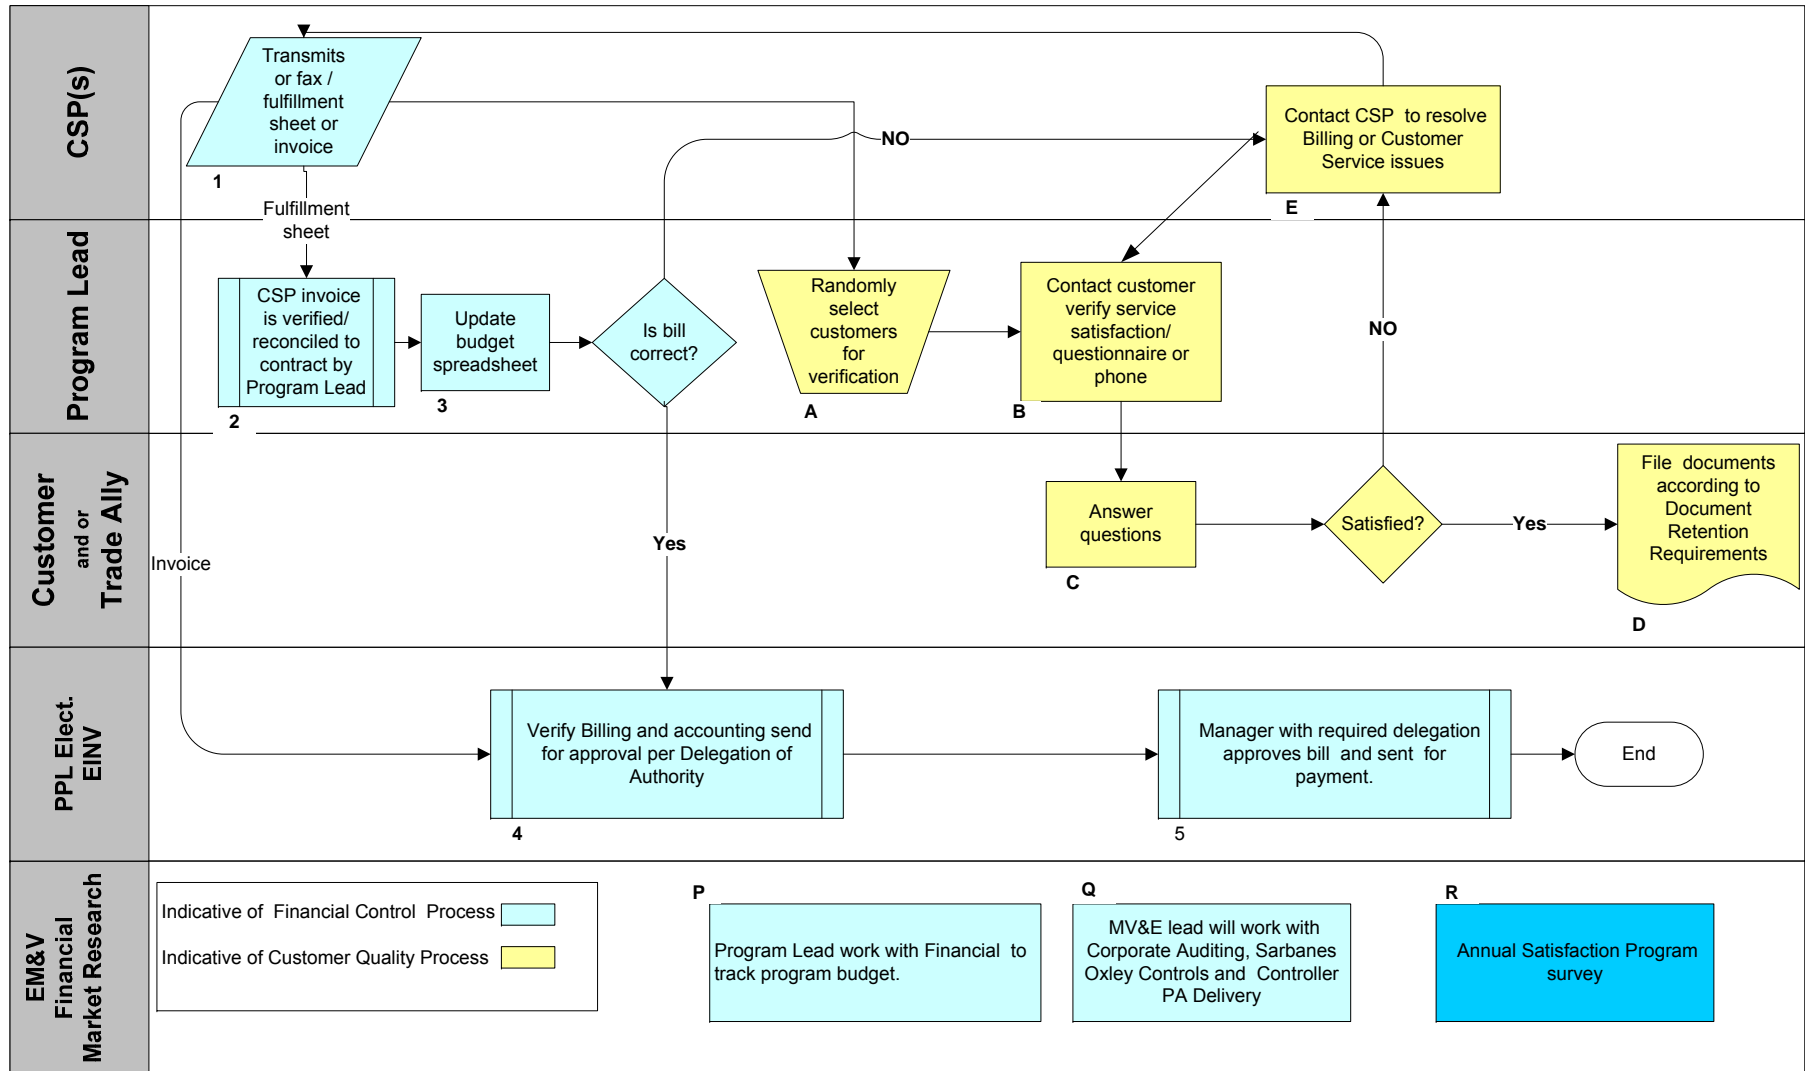 CSP(s)
Transmits
or fax /
fulfillment
sheet or
invoice
1
NO
Contact CSP to resolve
Billing or Customer
Service issues
E
Fulfillment
sheet
Program Lead
CSP invoice
is verified/
reconciled to
contract by
Program Lead
2
Update
budget
spreadsheet
3
Is bill
correct?
Randomly
select
customers
for
verification
A
Contact customer
verify service
satisfaction/
questionnaire or
phone
B
NO
Customer
and or
Trade Ally
Invoice
Yes
Answer
questions
C
Satisfied?
Yes
File documents
according to
Document
Retention
Requirements
D
PPL Elect.
EINV
Verify Billing and accounting send
for approval per Delegation of
Authority
4
Manager with required delegation
approves bill and sent for
payment.
5
End
EM&V
Financial
Market Research
Indicative of Financial Control Process
Indicative of Customer Quality Process
P
Program Lead work with Financial to
track program budget.
Q
MV&E lead will work with
Corporate Auditing, Sarbanes
Oxley Controls and Controller
PA Delivery
R
Annual Satisfaction Program
survey